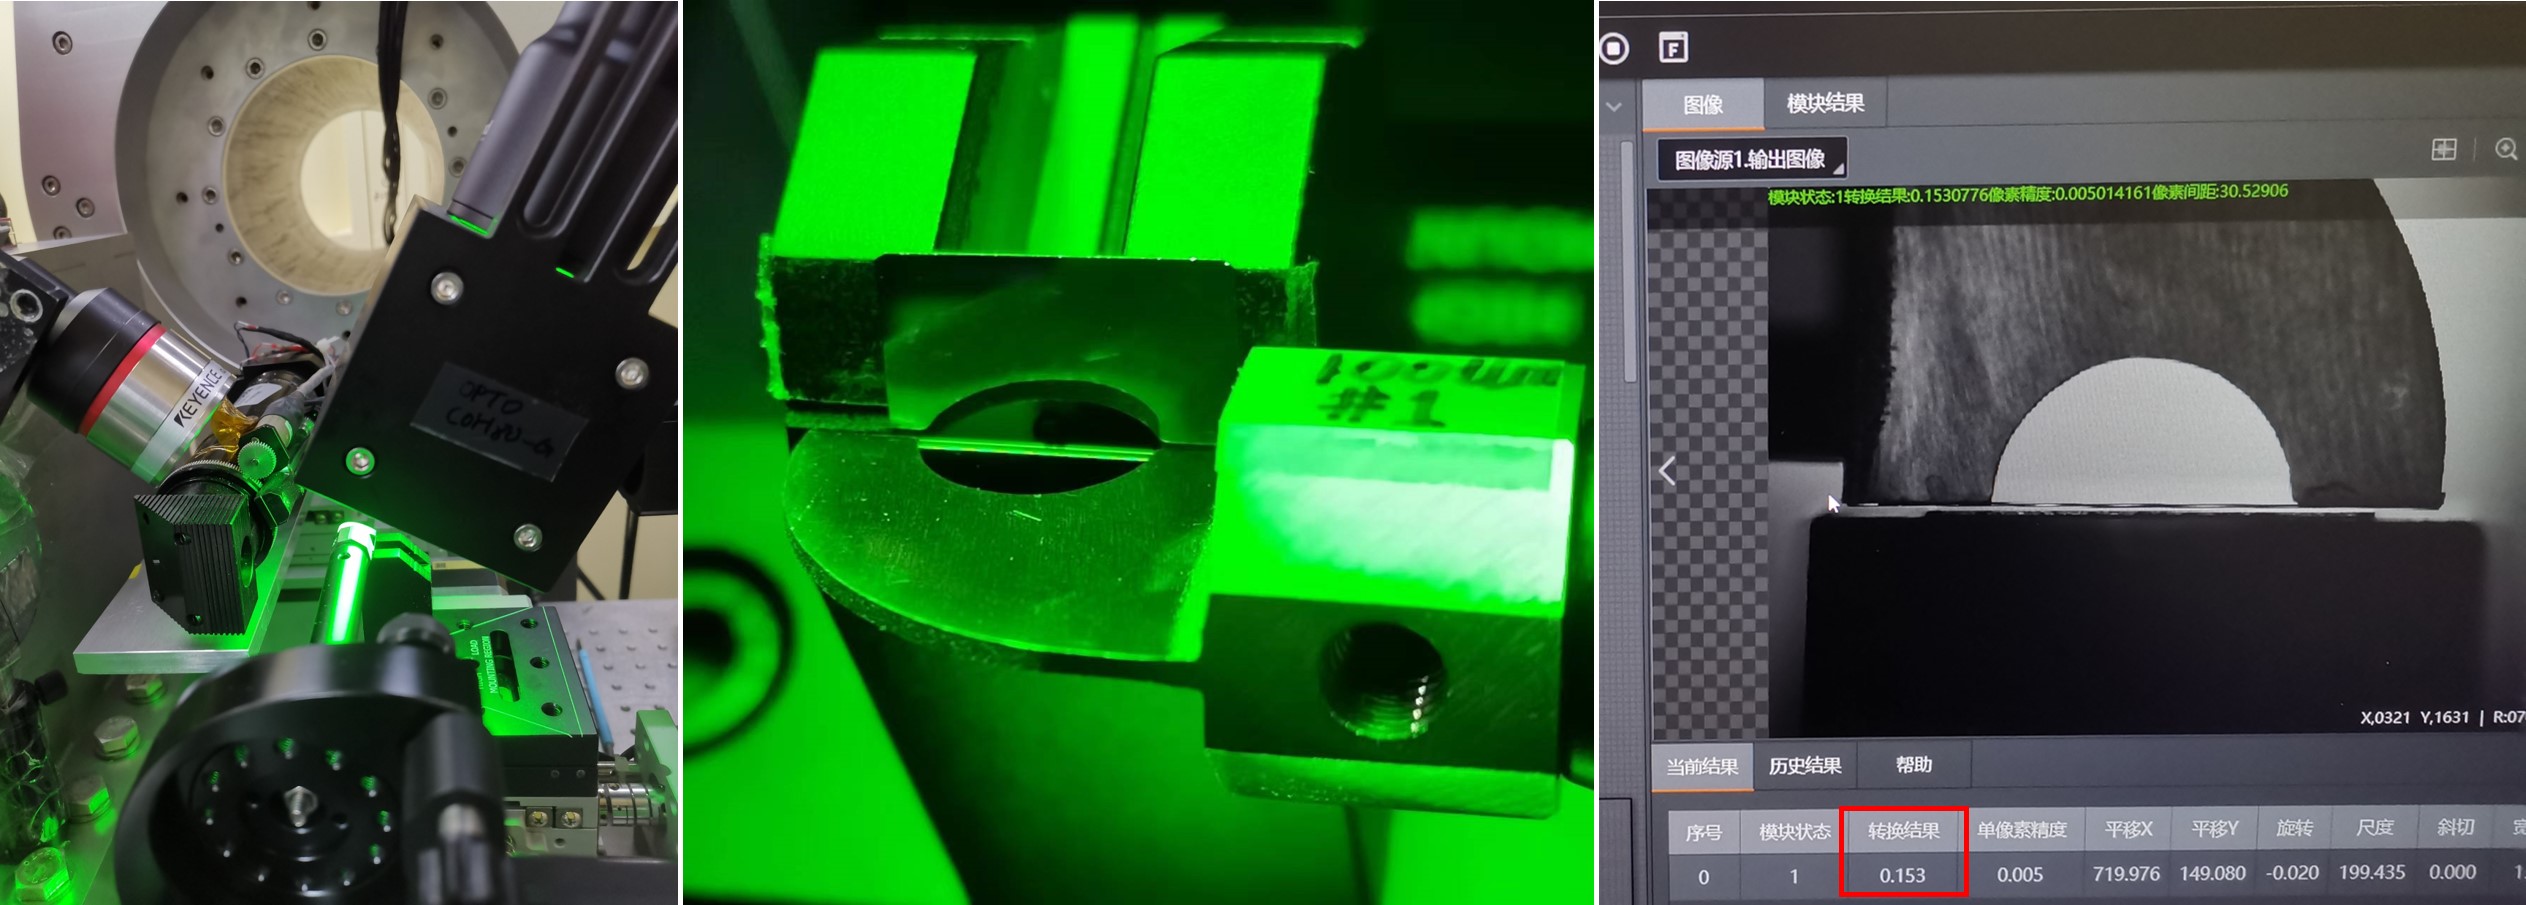 KEYENCE
OPTO
LOAD
MOUNTING REGION
100μm
#1
F
图像
模块结果
图像源1.输出图像
模块状态:1转换结果:0.1530776像素精度:0.005014161像素间距:30.52906
X,0321 Y,1631 | R:07
当前结果 历史结果 帮助
序号 模块状态 转换结果 单像素精度 平移X 平移Y 旋转 尺度 斜切
0 1 0.153 0.005 719.976 149.080 -0.020 199.435 0.000 1.